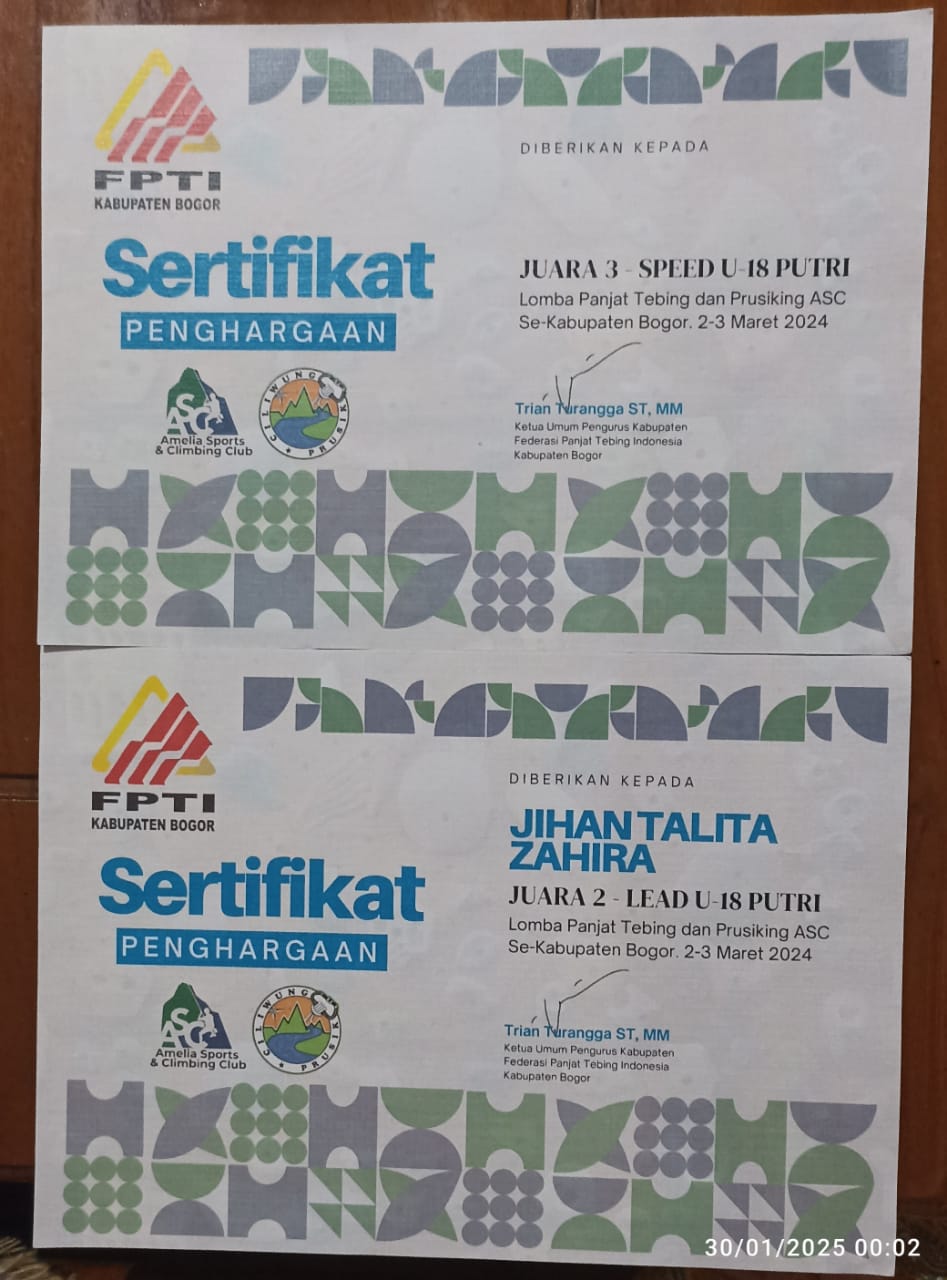 FPTI
KABUPATEN BOGOR
DIBERIKAN KEPADA
Sertifikat
PENGHARGAAN
JUARA 3 - SPEED U-18 PUTRI
Lomba Panjat Tebing dan Prusiking ASC
Se-Kabupaten Bogor. 2-3 Maret 2024
ASC
Amelia Sports
& Climbing Club
CILIWUNG
PRUSIK
Trian Turangga ST, MM
Ketua Umum Pengurus Kabupaten
Federasi Panjat Tebing Indonesia
Kabupaten Bogor
FPTI
KABUPATEN BOGOR
DIBERIKAN KEPADA
JIHAN TALITA
ZAHIRA
Sertifikat
PENGHARGAAN
JUARA 2 - LEAD U-18 PUTRI
Lomba Panjat Tebing dan Prusiking ASC
Se-Kabupaten Bogor. 2-3 Maret 2024
ASC
Amelia Sports
& Climbing Club
CILIWUNG
PRUSIK
Trian Turangga ST, MM
Ketua Umum Pengurus Kabupaten
Federasi Panjat Tebing Indonesia
Kabupaten Bogor
30/01/2025 00:02